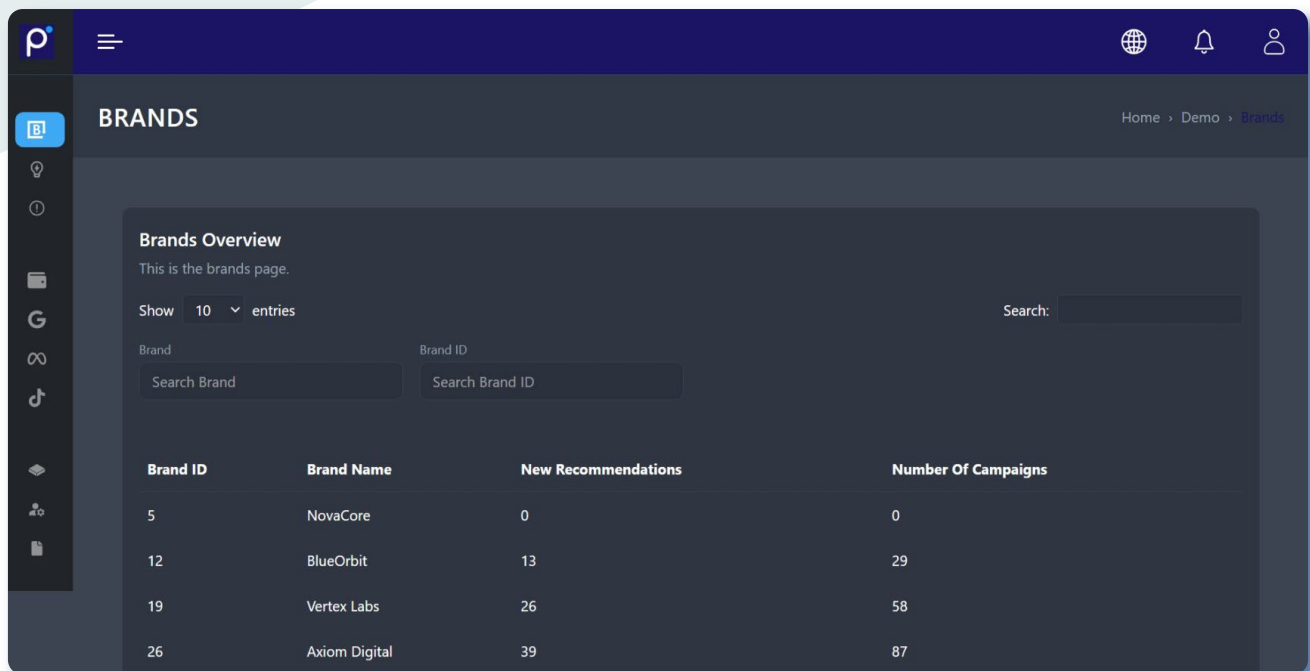 BRANDS
Home › Demo › Brands
Brands Overview
This is the brands page.
Show 10 entries
Search:
Brand Brand ID
Search Brand Search Brand ID
Brand ID Brand Name New Recommendations Number Of Campaigns
5 NovaCore 0 0
12 BlueOrbit 13 29
19 Vertex Labs 26 58
26 Axiom Digital 39 87